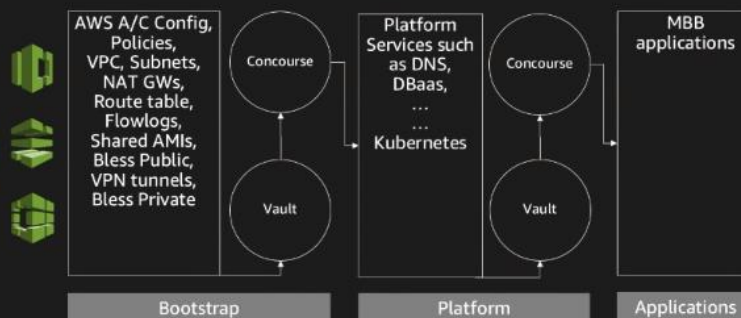 AWS A/C Config,
Policies,
VPC, Subnets,
NAT GWs,
Route table,
Flowlogs,
Shared AMIs,
Bless Public,
VPN tunnels,
Bless Private
Concourse
Vault
Platform
Services such
as DNS,
DBaas,
...
...
Kubernetes
Concourse
Vault
MBB
applications
Bootstrap
Platform
Applications